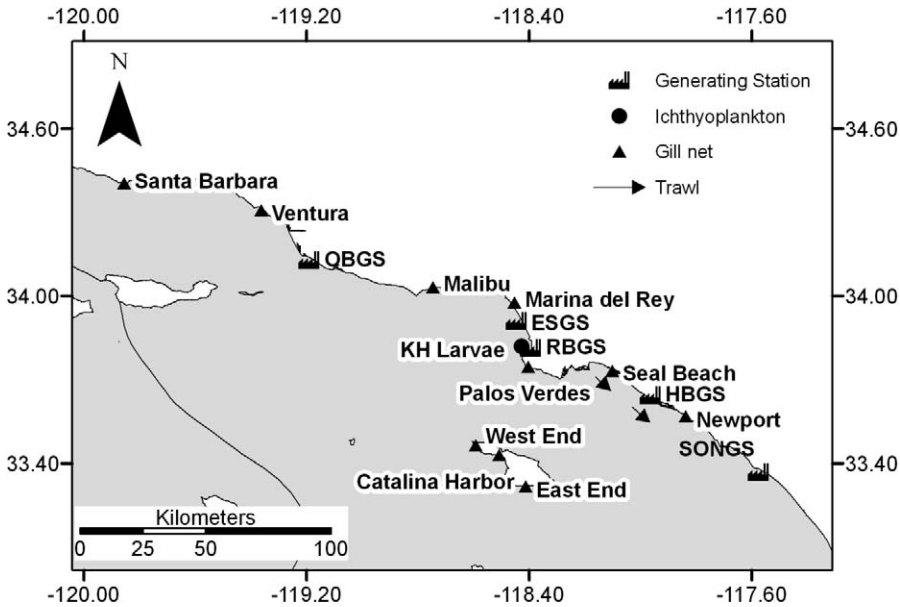 -120.00 -119.20 -118.40 -117.60
N
Generating Station
34.60 34.60
Ichthyoplankton
Gill net
Trawl
Santa Barbara
Ventura
OBGS
Malibu
34.00 34.00
Marina del Rey
ESGS
KH Larvae RBGS
Seal Beach
Palos Verdes HBGS
Newport
West End SONGS
33.40 33.40
Catalina Harbor East End
Kilometers
0 25 50 100
-120.00 -119.20 -118.40 -117.60